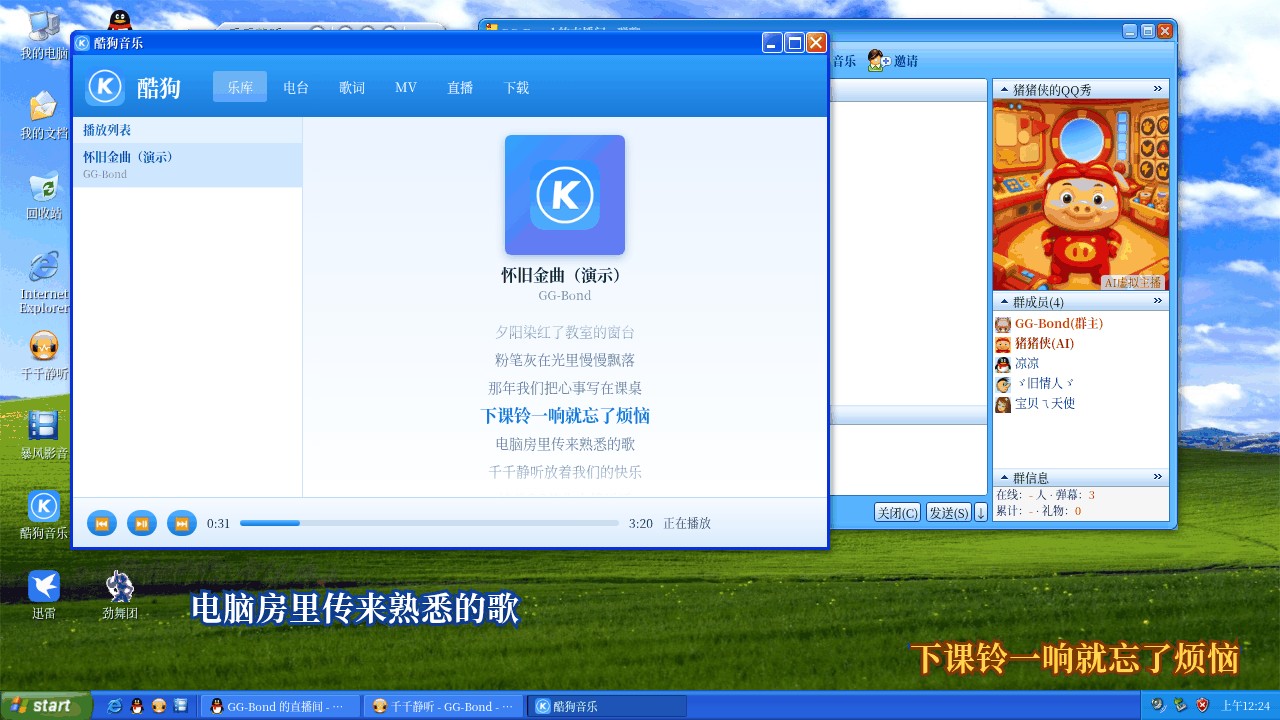 我的电脑
我的文档
回收站
Internet Explorer
千千静听
暴风影音
酷狗音乐
迅雷
劲舞团
酷狗音乐
酷狗
乐库
电台
歌词
MV
直播
下载
播放列表
怀旧金曲（演示）
GG-Bond
怀旧金曲（演示）
GG-Bond
夕阳染红了教室的窗台
粉笔灰在光里慢慢飘落
那年我们把心事写在课桌
下课铃一响就忘了烦恼
电脑房里传来熟悉的歌
千千静听放着我们的快乐
0:31
3:20
正在播放
音乐
邀请
猪猪侠的QQ秀
AI虚拟主播
群成员(4)
GG-Bond(群主)
猪猪侠(AI)
凉凉
ゞ旧情人ゞ
宝贝ㄟ天使
群信息
在线: - 人 · 弹幕: 3
累计: - · 礼物: 0
关闭(C)
发送(S)
↓
电脑房里传来熟悉的歌
下课铃一响就忘了烦恼
start
GG-Bond 的直播间 - ···
千千静听 - GG-Bond - ···
酷狗音乐
上午12:24